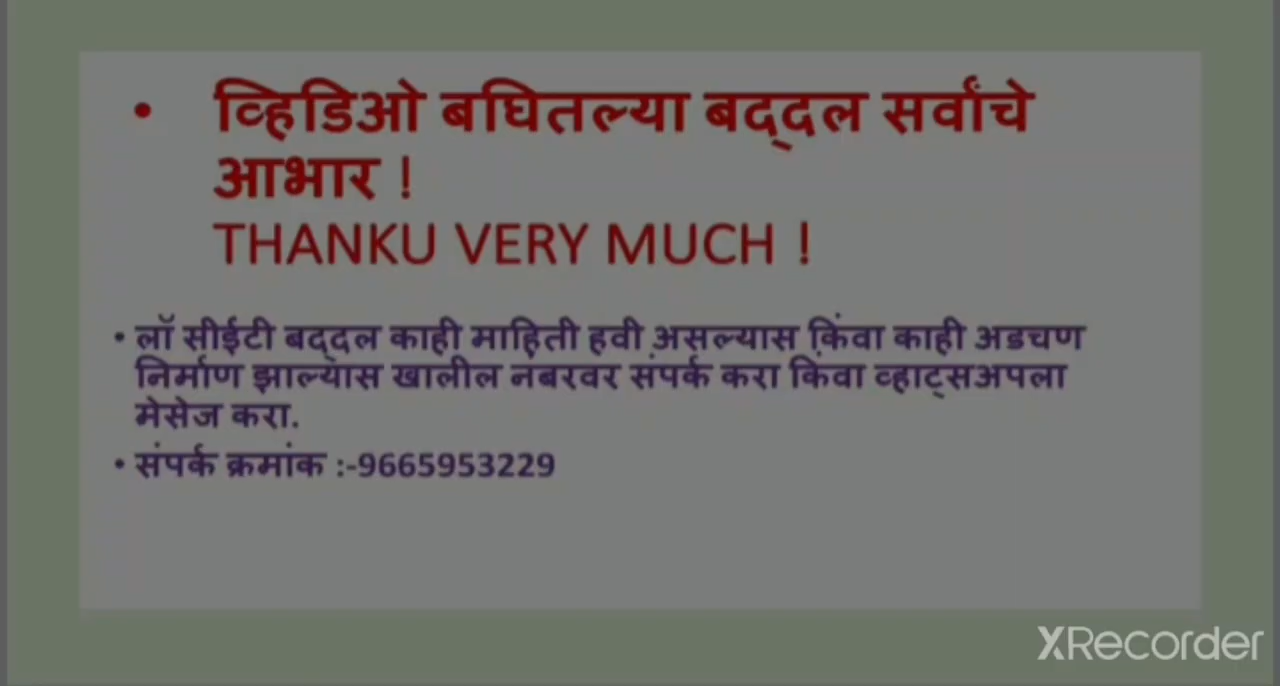 • व्हिडिओ बघितल्या बद्दल सर्वांचे
आभार !
THANKU VERY MUCH !
• लॉ सीईटी बद्दल काही माहिती हवी असल्यास किंवा काही अडचण
निर्माण झाल्यास खालील नंबरवर संपर्क करा किंवा व्हाट्सअपला
मेसेज करा.
• संपर्क क्रमांक :-9665953229
XRecorder